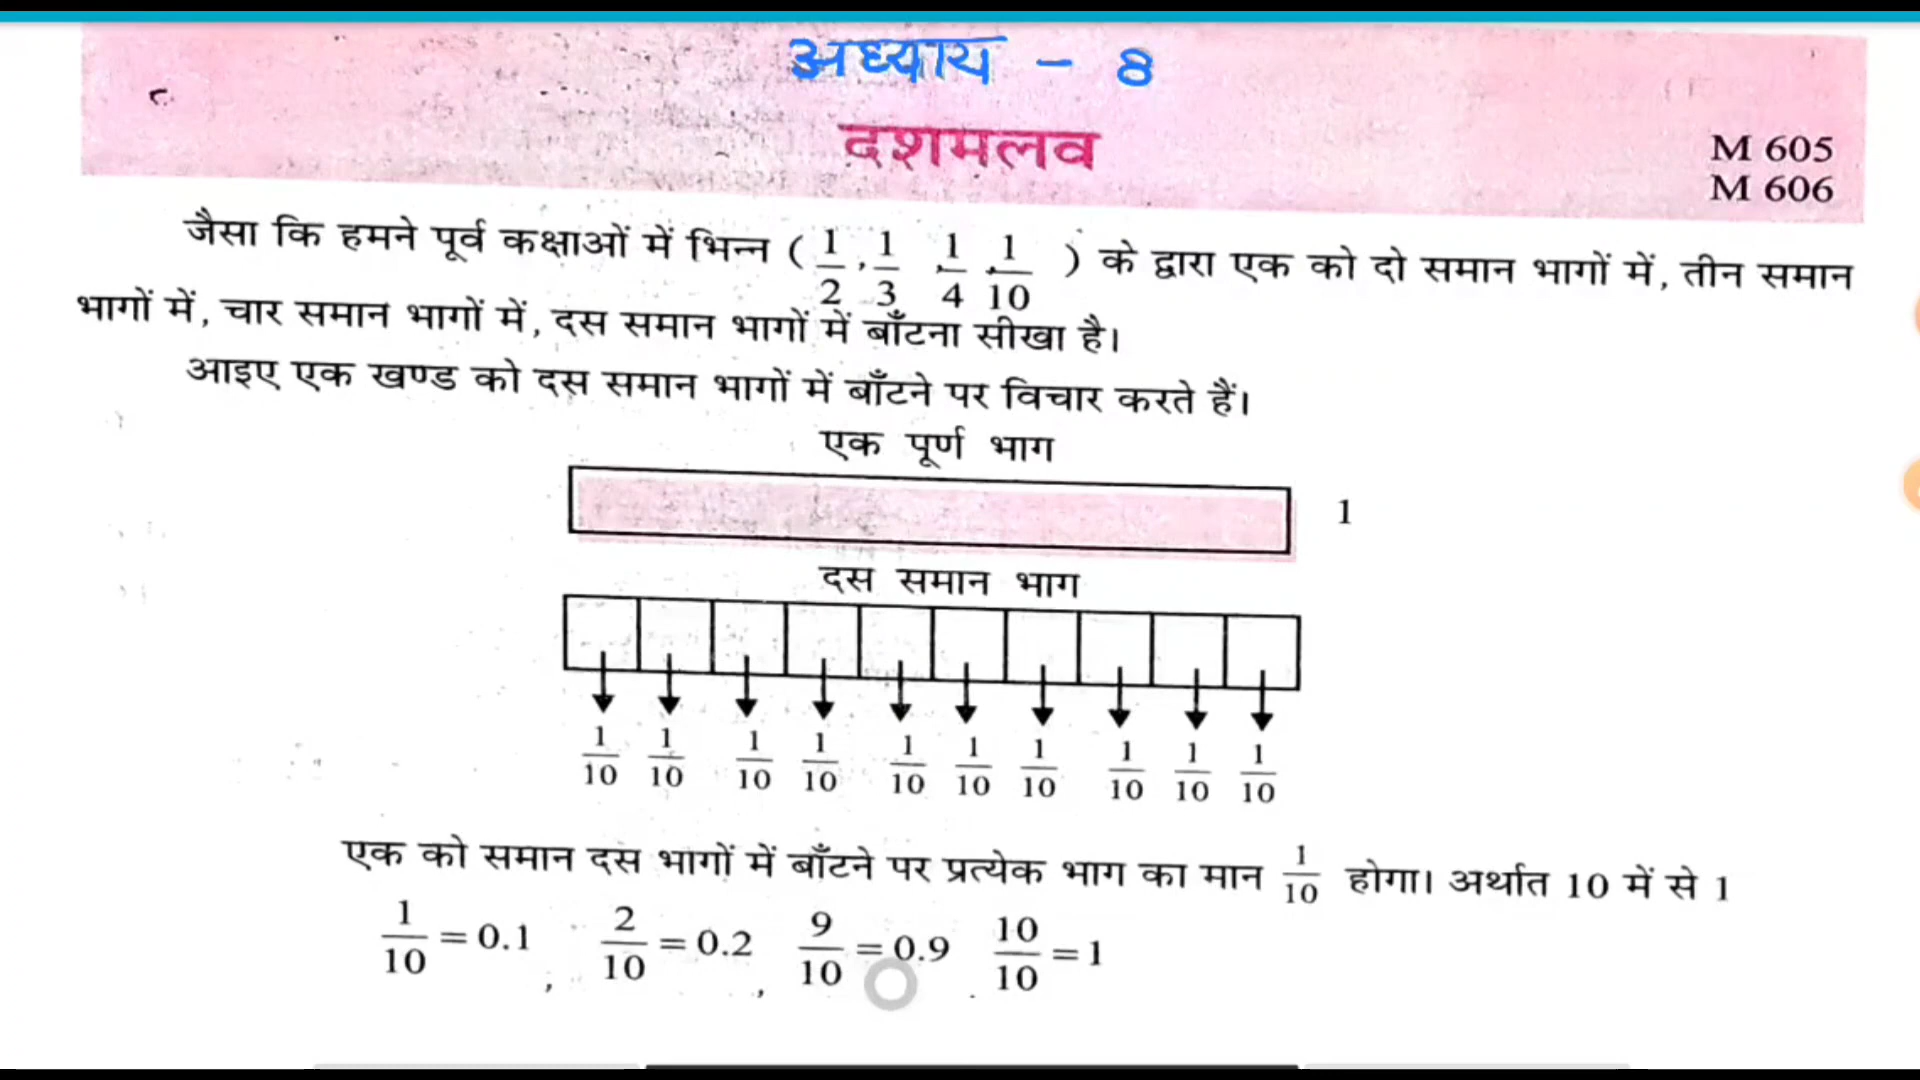 अध्याय - 8
दशमलव
M 605
M 606
जैसा कि हमने पूर्व कक्षाओं में भिन्न ( 1/2, 1/3, 1/4, 1/10 ) के द्वारा एक को दो समान भागों में, तीन समान
भागों में, चार समान भागों में, दस समान भागों में बाँटना सीखा है।
आइए एक खण्ड को दस समान भागों में बाँटने पर विचार करते हैं।
एक पूर्ण भाग
1
दस समान भाग
1/10 1/10 1/10 1/10 1/10 1/10 1/10 1/10 1/10 1/10
एक को समान दस भागों में बाँटने पर प्रत्येक भाग का मान 1/10 होगा। अर्थात 10 में से 1
1/10 = 0.1, 2/10 = 0.2, 9/10 = 0.9 10/10 = 1